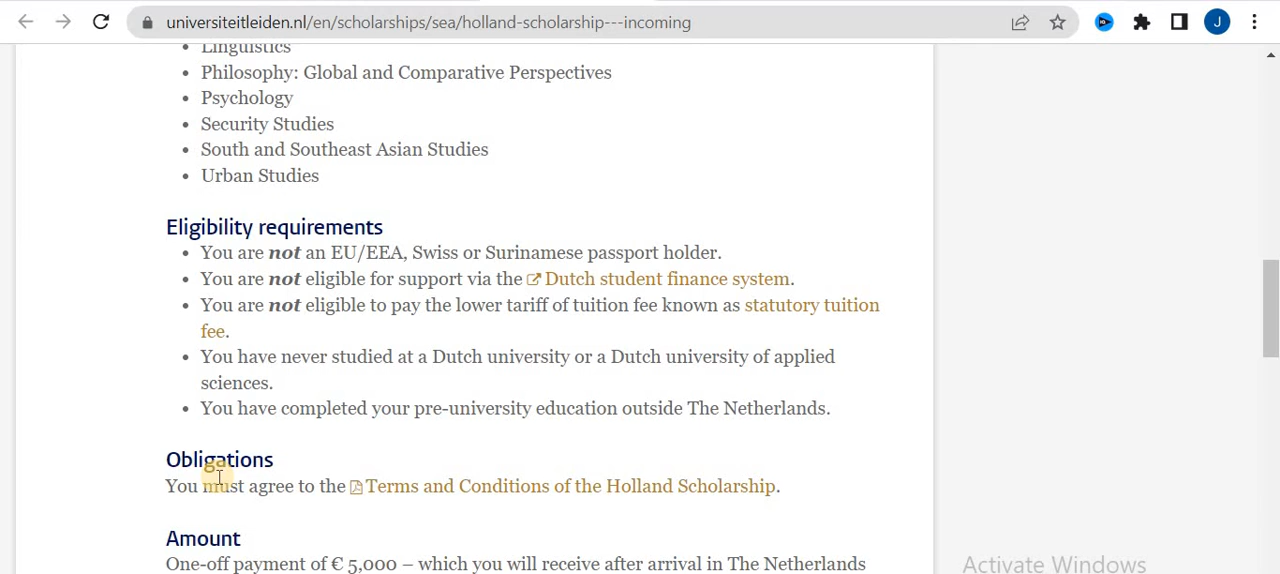 universiteitleiden.nl/en/scholarships/sea/holland-scholarship---incoming
J
• Linguistics
• Philosophy: Global and Comparative Perspectives
• Psychology
• Security Studies
• South and Southeast Asian Studies
• Urban Studies
Eligibility requirements
• You are not an EU/EEA, Swiss or Surinamese passport holder.
• You are not eligible for support via the Dutch student finance system.
• You are not eligible to pay the lower tariff of tuition fee known as statutory tuition
fee.
• You have never studied at a Dutch university or a Dutch university of applied
sciences.
• You have completed your pre-university education outside The Netherlands.
Obligations
You must agree to the Terms and Conditions of the Holland Scholarship.
Amount
One-off payment of € 5,000 – which you will receive after arrival in The Netherlands
Activate Windows